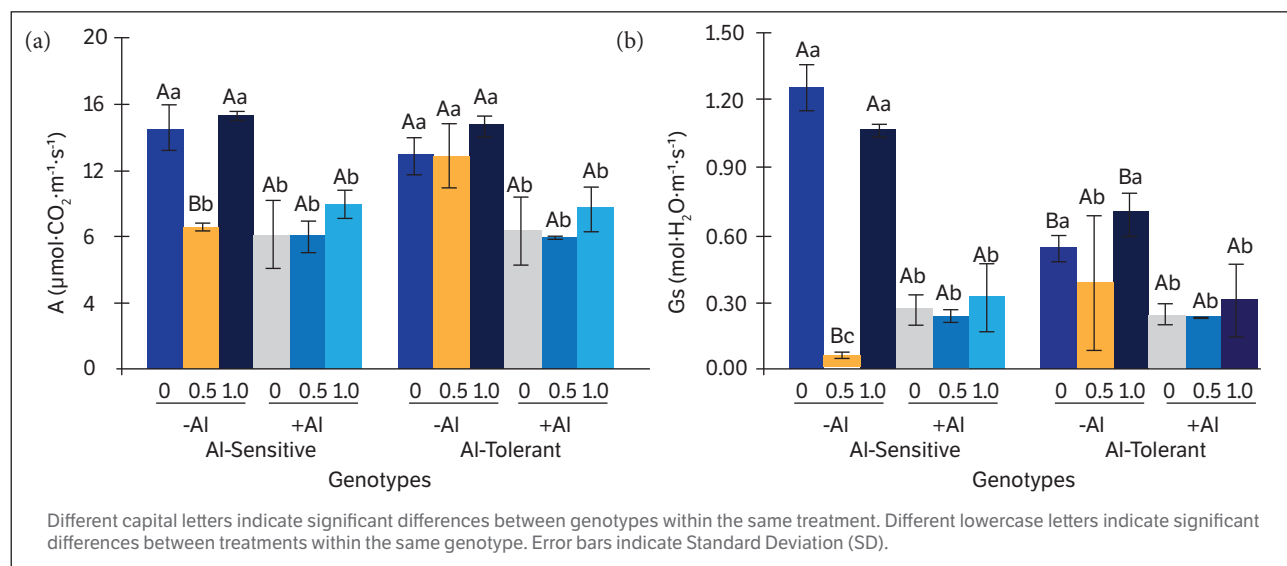 (a)
20
16
12
6
4
0
A (µmol·CO₂·m⁻¹·s⁻¹)
Aa
Bb
Aa
Ab
Ab
Ab
Aa
Aa
Aa
Ab
Ab
Ab
0 0.5 1.0 0 0.5 1.0 0 0.5 1.0 0 0.5 1.0
-Al +Al -Al +Al
Al-Sensitive Al-Tolerant
Genotypes
(b)
1.50
1.20
0.90
0.60
0.30
0.00
Gs (mol·H₂O·m⁻¹·s⁻¹)
Aa
Bc
Aa
Ab
Ab
Ab
Ba
Ab
Ba
Ab
Ab
Ab
0 0.5 1.0 0 0.5 1.0 0 0.5 1.0 0 0.5 1.0
-Al +Al -Al +Al
Al-Sensitive Al-Tolerant
Genotypes
Different capital letters indicate significant differences between genotypes within the same treatment. Different lowercase letters indicate significant
differences between treatments within the same genotype. Error bars indicate Standard Deviation (SD).